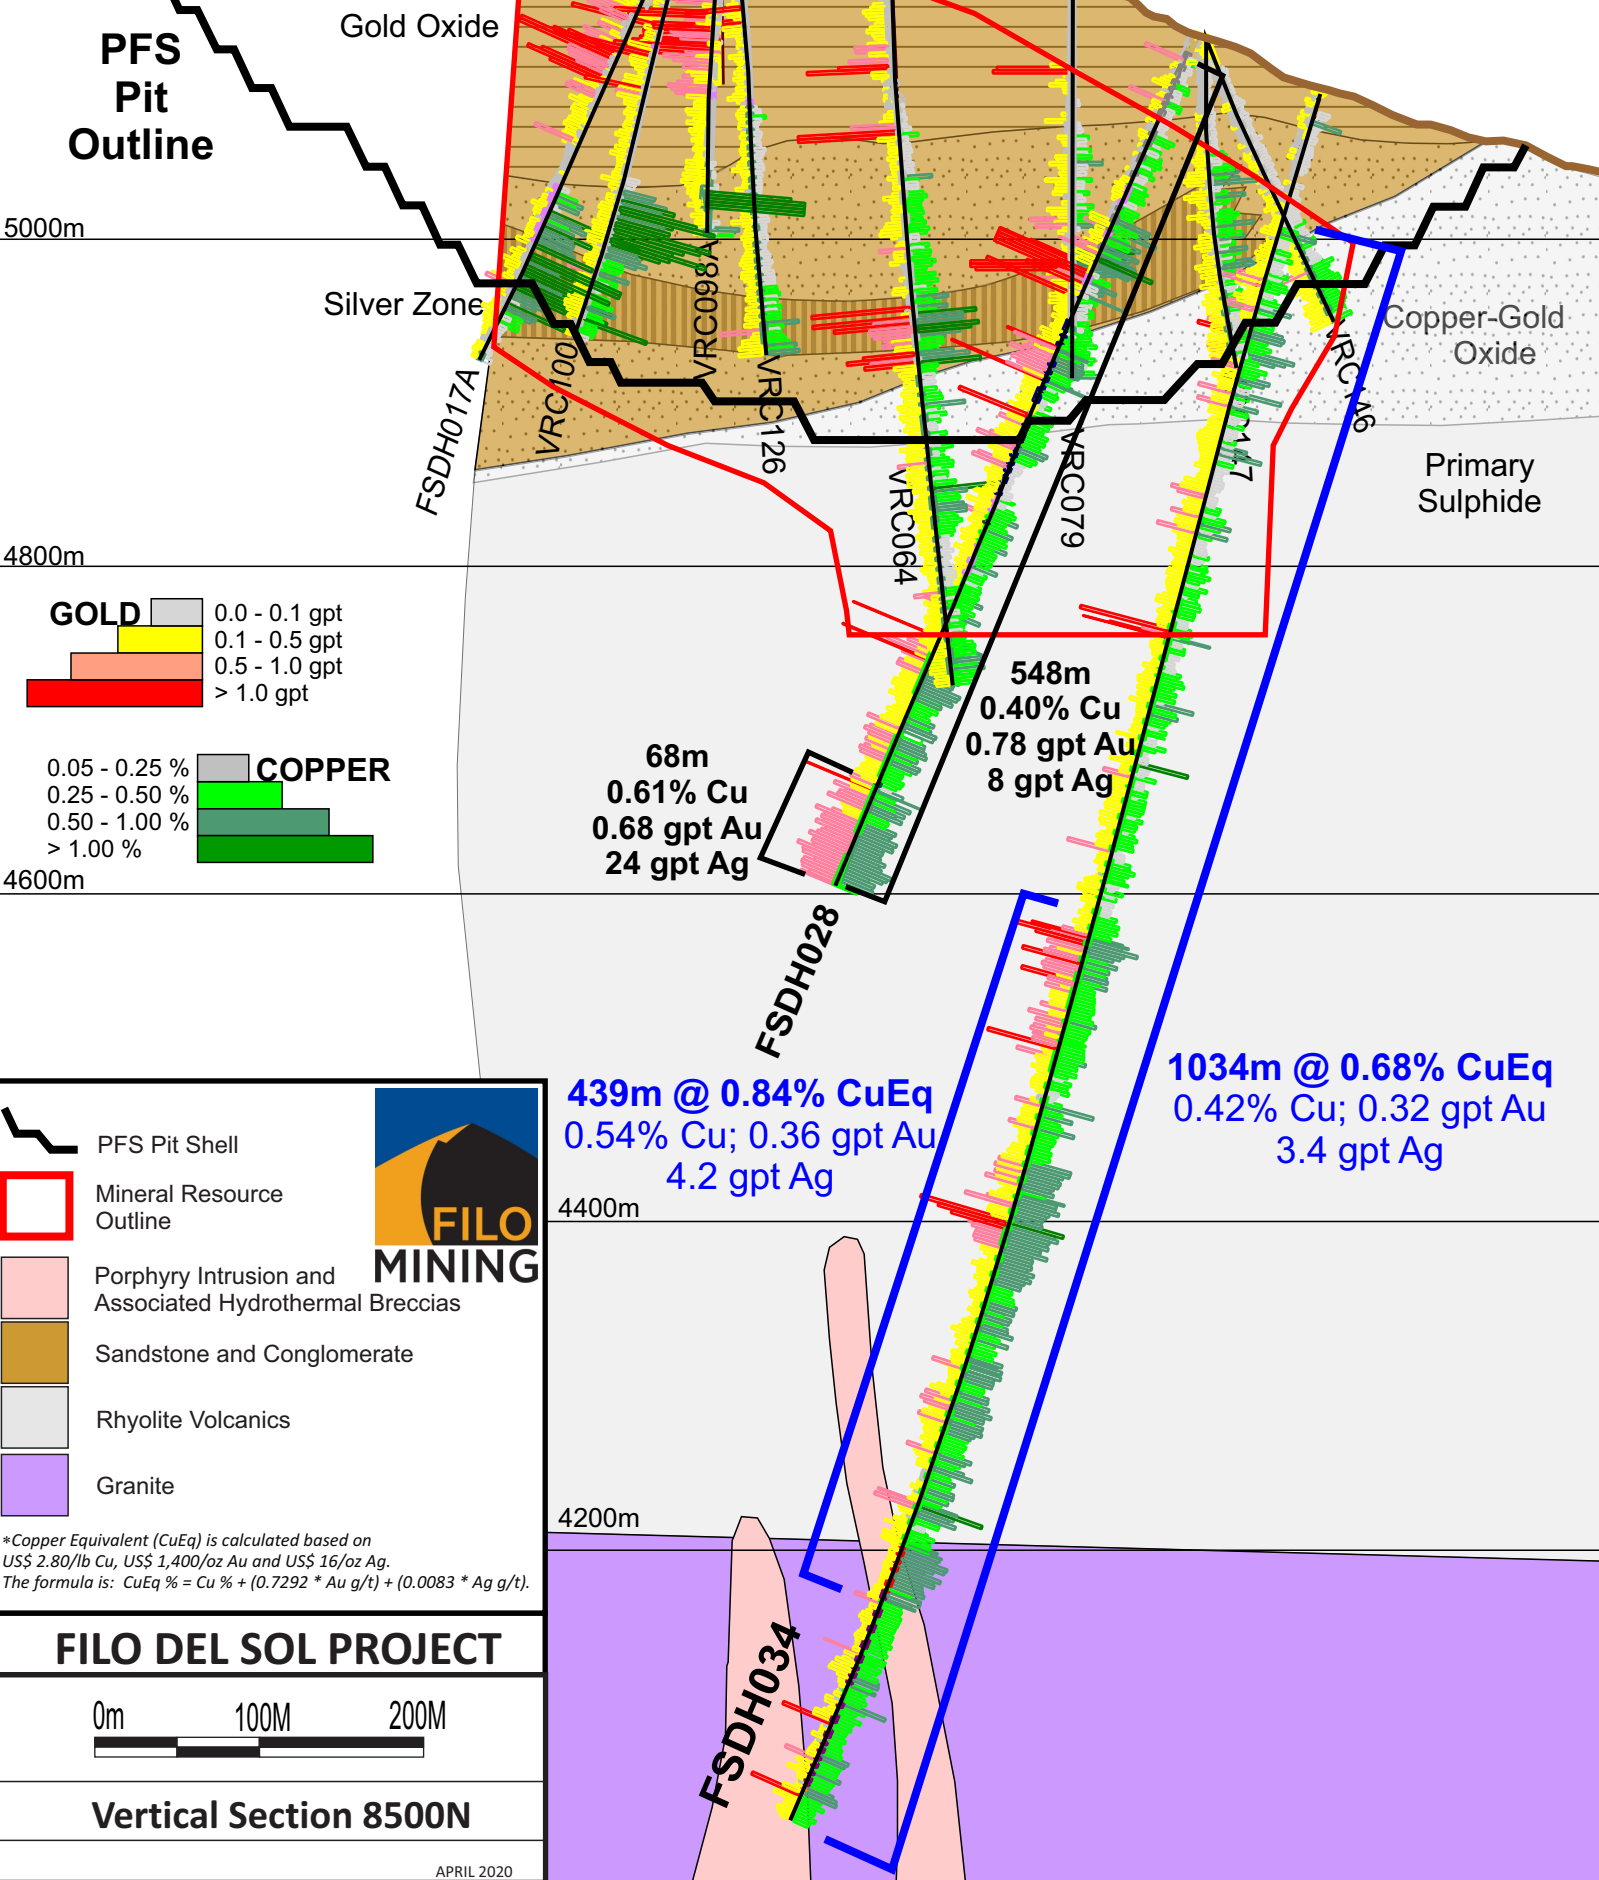 Gold Oxide
PFS
Pit
Outline
5000m
Silver Zone
Copper-Gold
Oxide
FSDH017A
VRC100
VRC098A
VRC126
VRC064
VRC079
VRC146
Primary
Sulphide
4800m
GOLD
0.0 - 0.1 gpt
0.1 - 0.5 gpt
0.5 - 1.0 gpt
> 1.0 gpt
COPPER
0.05 - 0.25 %
0.25 - 0.50 %
0.50 - 1.00 %
> 1.00 %
548m
0.40% Cu
0.78 gpt Au
8 gpt Ag
68m
0.61% Cu
0.68 gpt Au
24 gpt Ag
4600m
FSDH028
439m @ 0.84% CuEq
0.54% Cu; 0.36 gpt Au
4.2 gpt Ag
1034m @ 0.68% CuEq
0.42% Cu; 0.32 gpt Au
3.4 gpt Ag
4400m
4200m
FSDH034
PFS Pit Shell
Mineral Resource
Outline
FILO
MINING
Porphyry Intrusion and
Associated Hydrothermal Breccias
Sandstone and Conglomerate
Rhyolite Volcanics
Granite
*Copper Equivalent (CuEq) is calculated based on
US$ 2.80/lb Cu, US$ 1,400/oz Au and US$ 16/oz Ag.
The formula is: CuEq % = Cu % + (0.7292 * Au g/t) + (0.0083 * Ag g/t).
FILO DEL SOL PROJECT
0m 100M 200M
Vertical Section 8500N
APRIL 2020